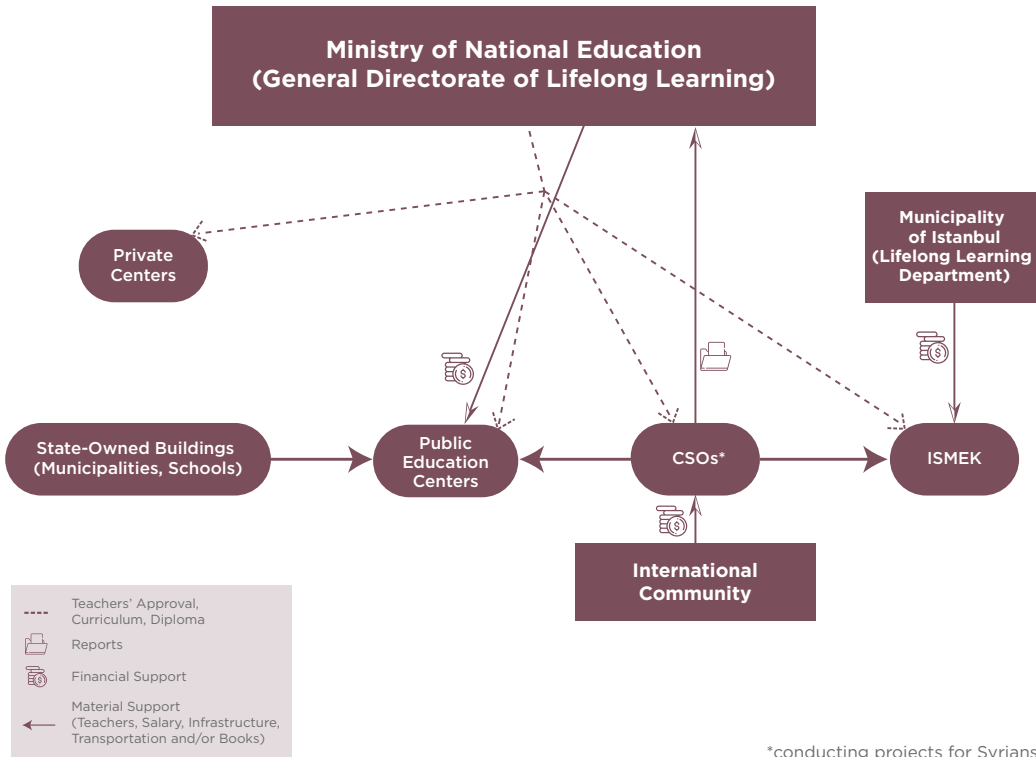 Ministry of National Education
(General Directorate of Lifelong Learning)
Municipality
of Istanbul
(Lifelong Learning
Department)
Private
Centers
State-Owned Buildings
(Municipalities, Schools)
Public
Education
Centers
CSOs*
ISMEK
International
Community
Teachers' Approval,
Curriculum, Diploma
Reports
Financial Support
Material Support
(Teachers, Salary, Infrastructure,
Transportation and/or Books)
*conducting projects for Syrians